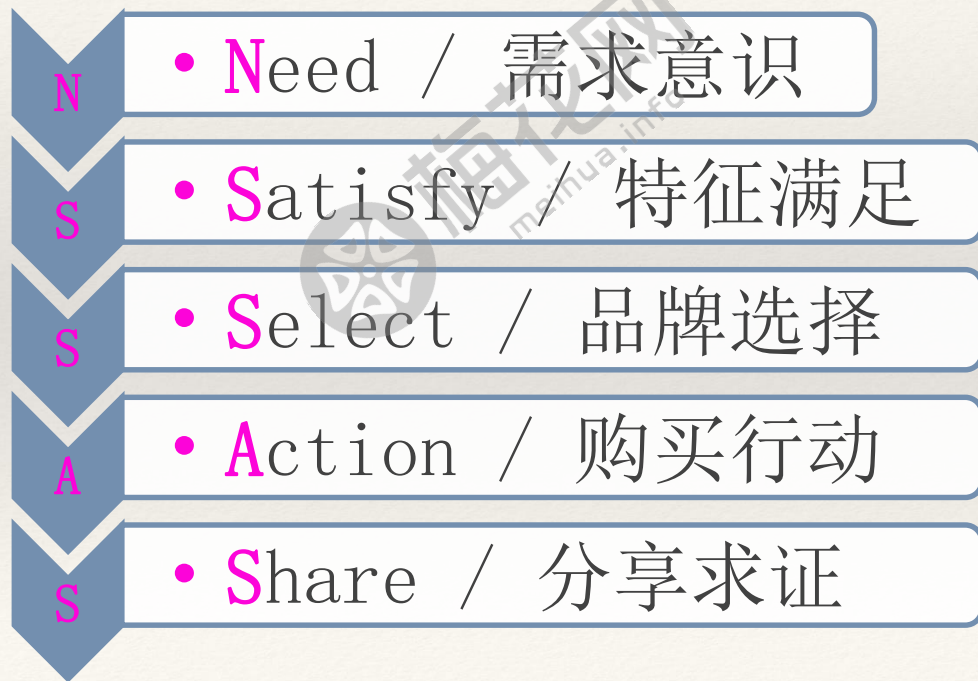 N
• Need / 需求意识
S
• Satisfy / 特征满足
S
• Select / 品牌选择
A
• Action / 购买行动
S
• Share / 分享求证
梅花网
meihua.info